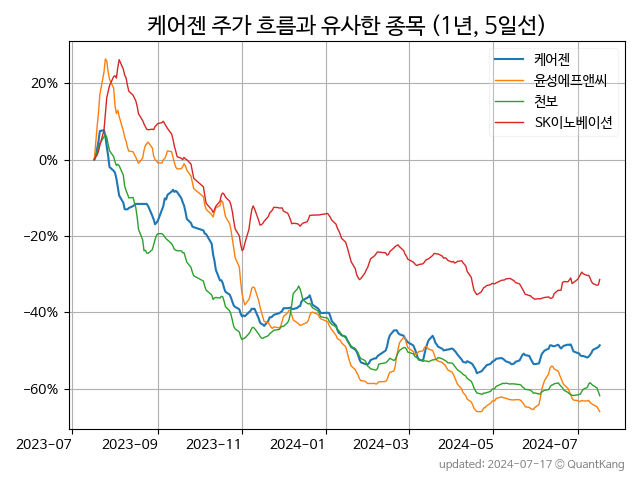 케어젠 주가 흐름과 유사한 종목 (1년, 5일선)
케어젠
윤성에프앤씨
천보
SK이노베이션
20%
0%
−20%
−40%
−60%
2023-07 2023-09 2023-11 2024-01 2024-03 2024-05 2024-07
updated: 2024-07-17 © QuantKang